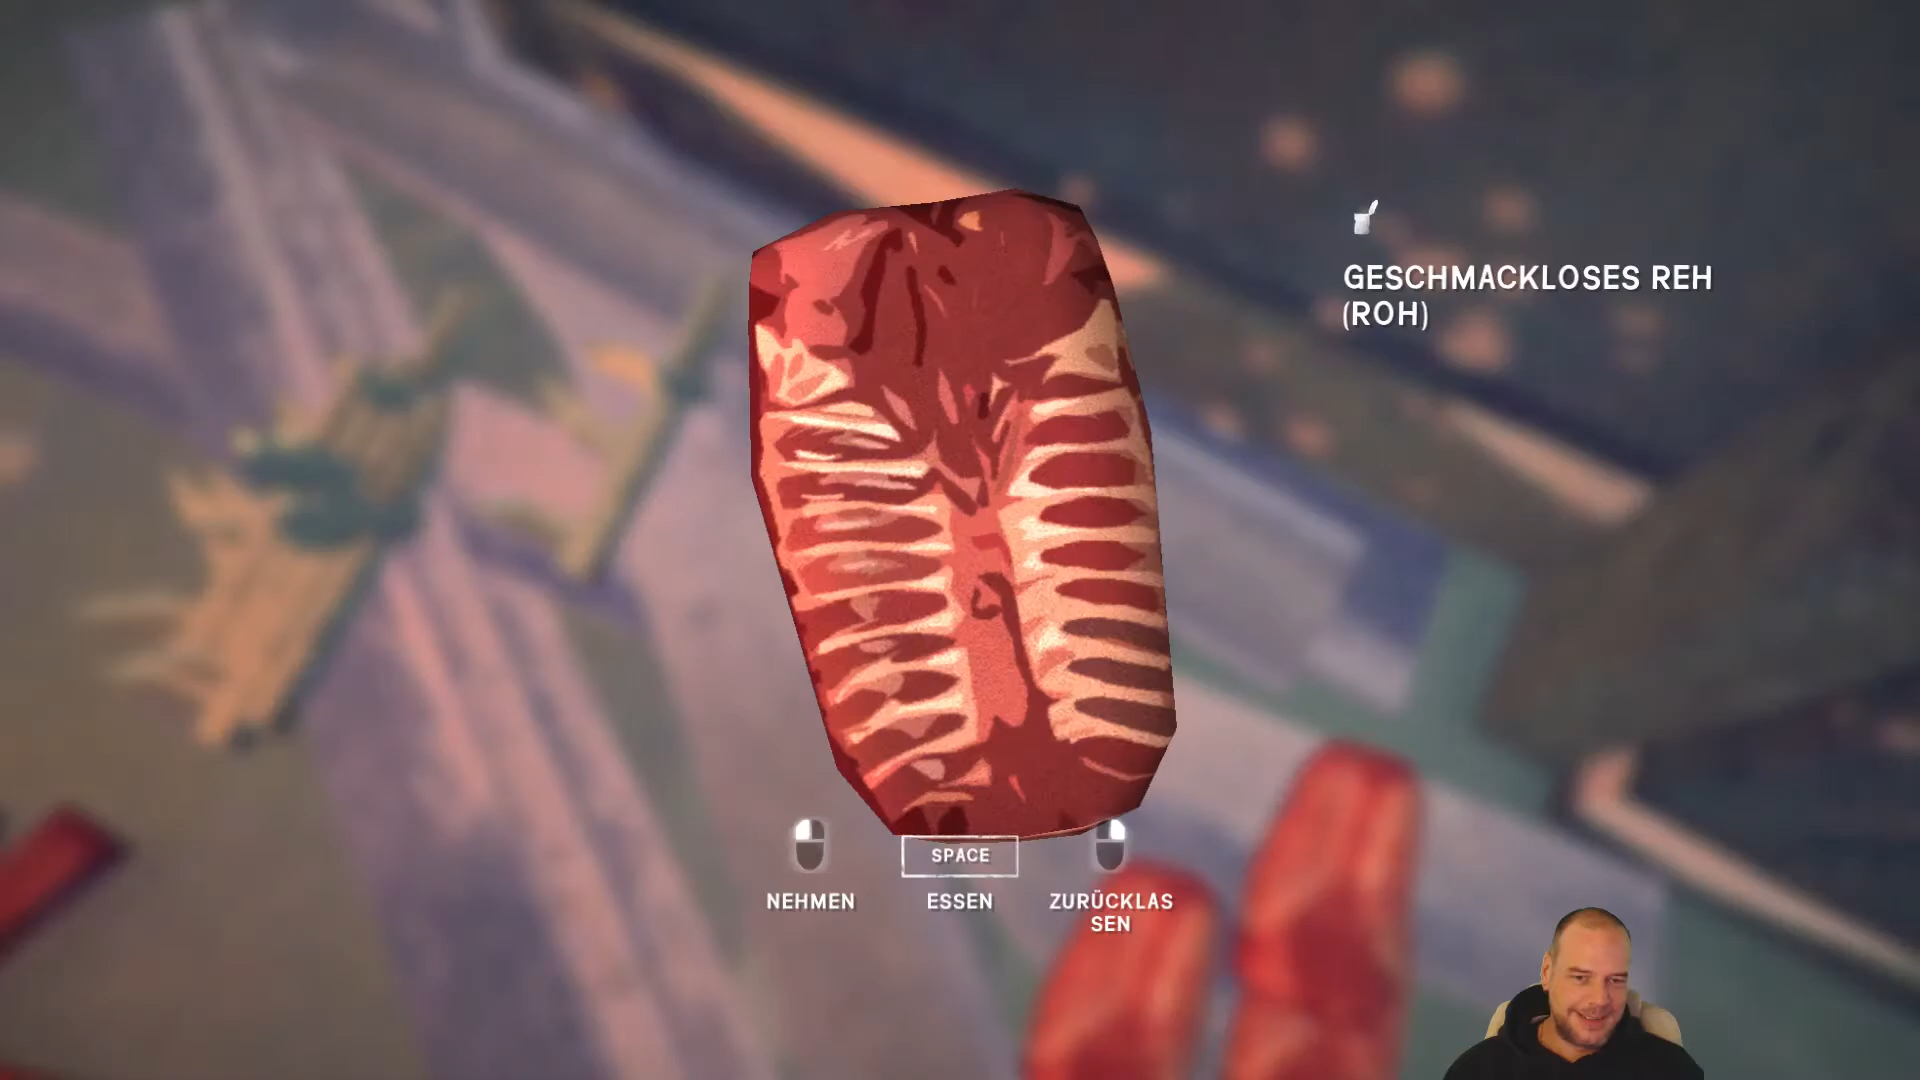 GESCHMACKLOSES REH
(ROH)
SPACE
NEHMEN
ESSEN
ZURÜCKLAS
SEN